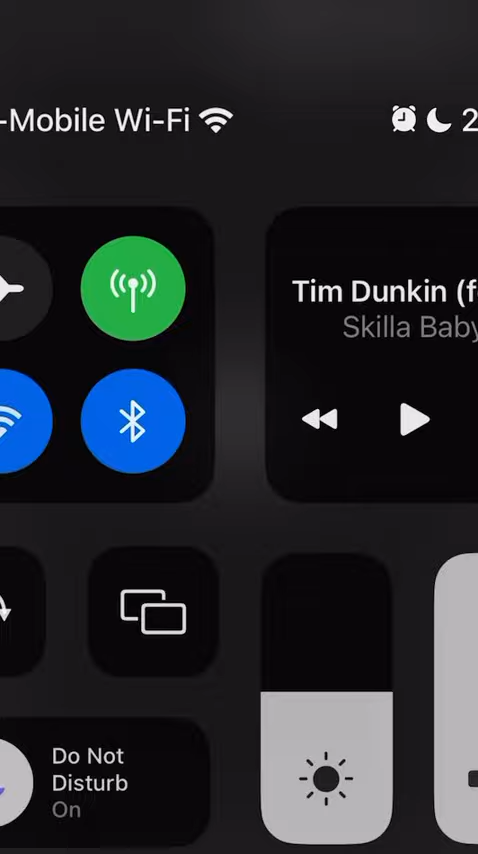 -Mobile Wi-Fi
2
Tim Dunkin (f
Skilla Baby
Do Not
Disturb
On